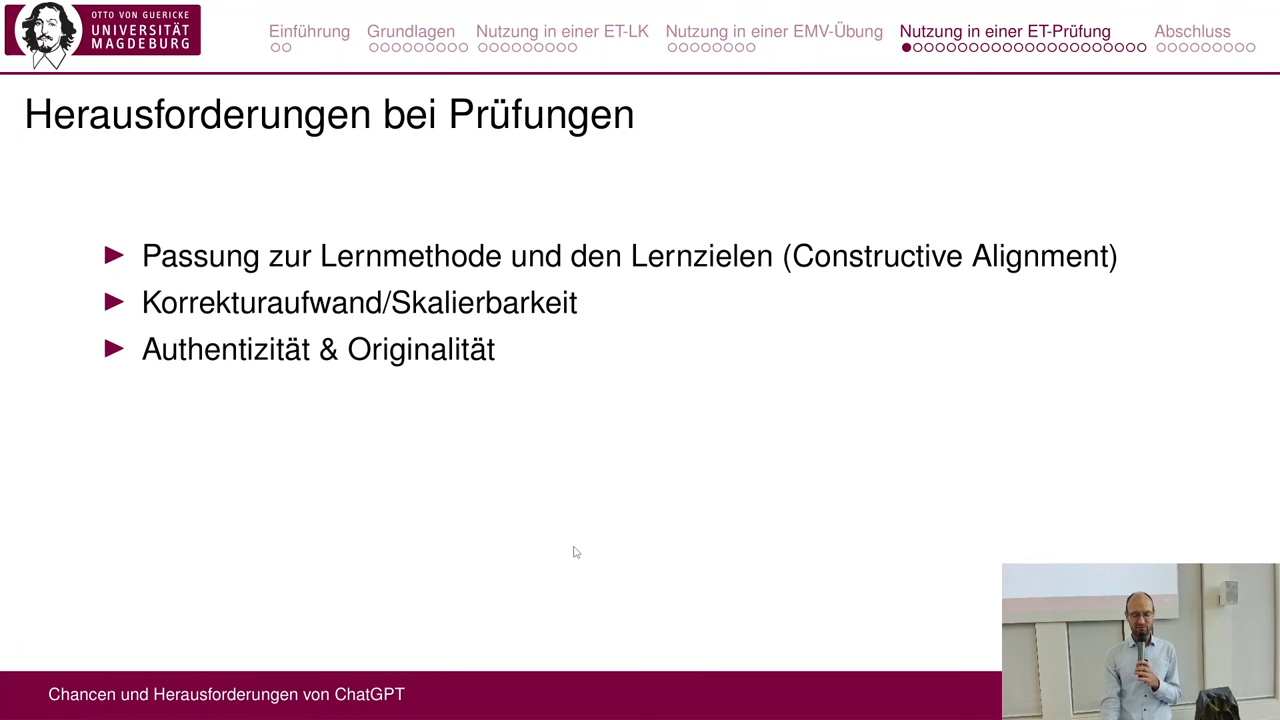 OTTO VON GUERICKE
UNIVERSITÄT
MAGDEBURG
Einführung
Grundlagen
Nutzung in einer ET-LK
Nutzung in einer EMV-Übung
Nutzung in einer ET-Prüfung
Abschluss
Herausforderungen bei Prüfungen
Passung zur Lernmethode und den Lernzielen (Constructive Alignment)
Korrekturaufwand/Skalierbarkeit
Authentizität & Originalität
Chancen und Herausforderungen von ChatGPT